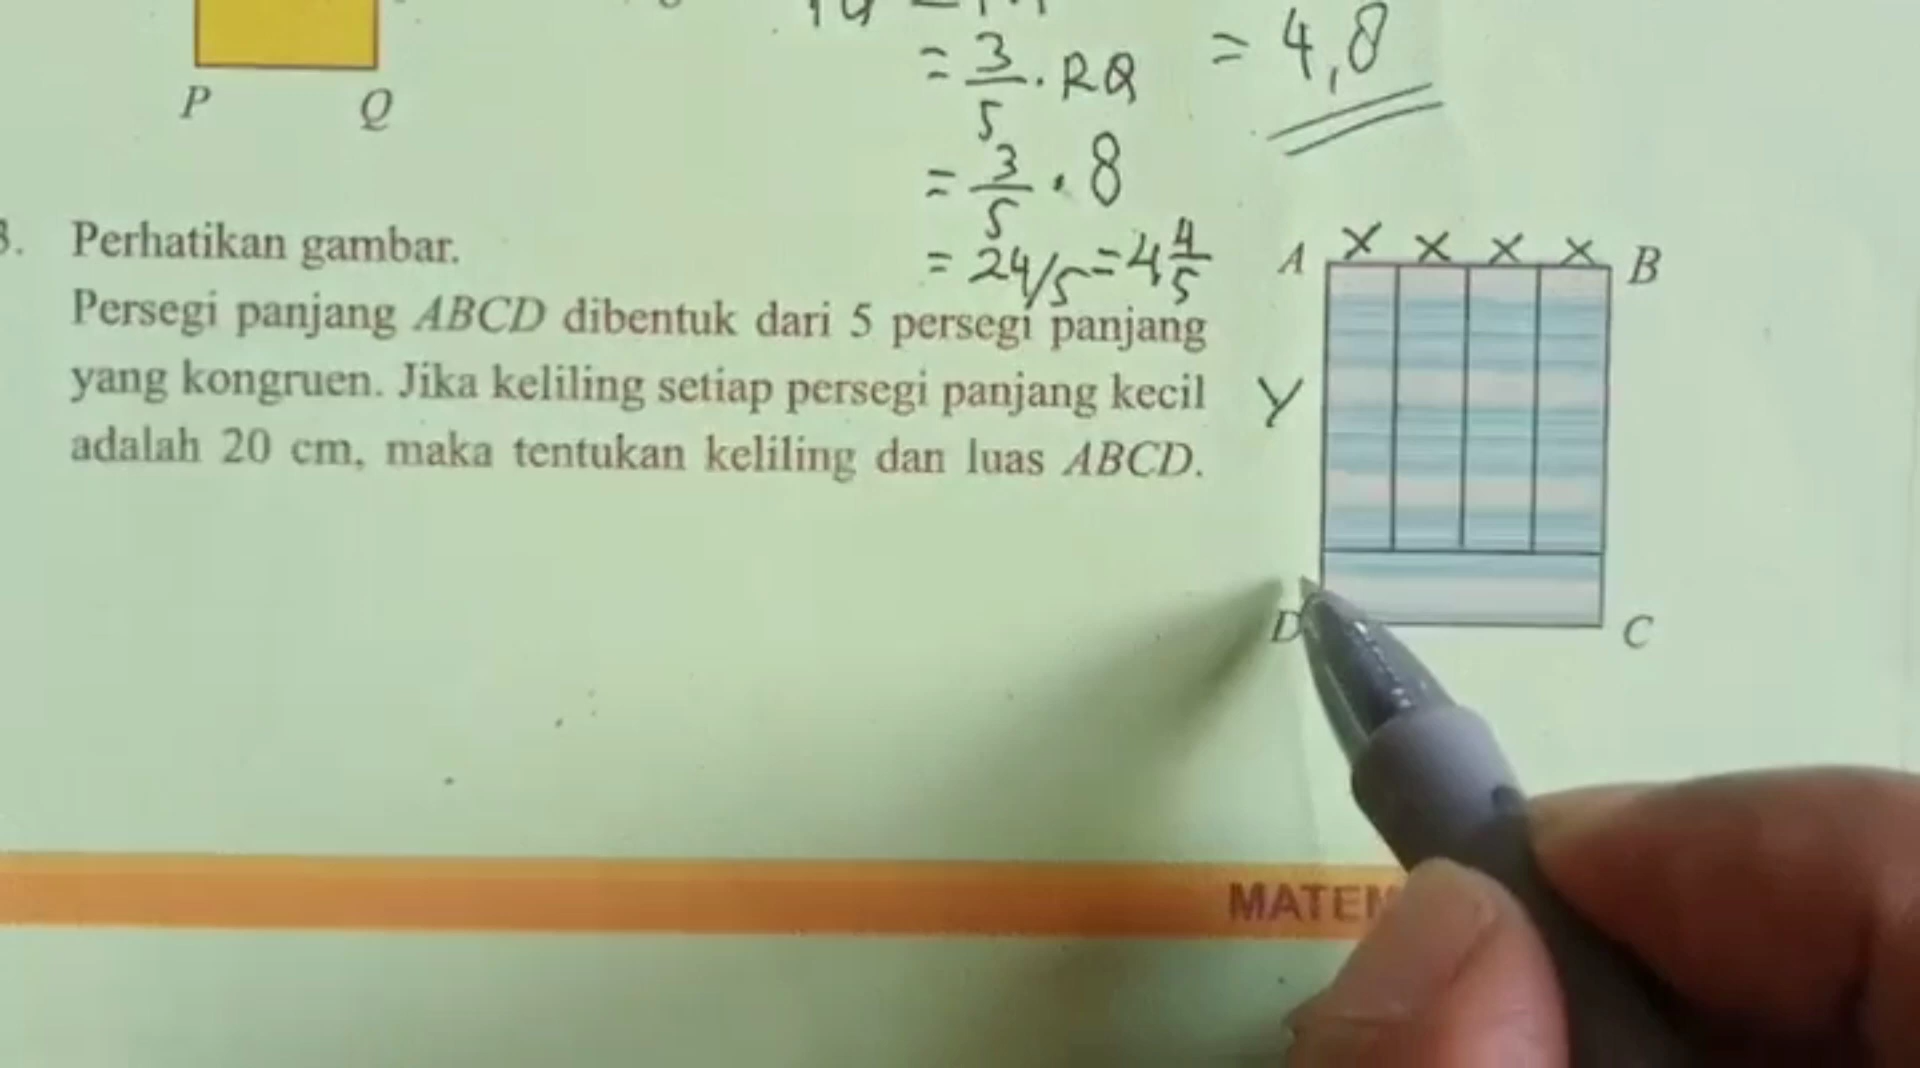 P Q
= 3/5 . RQ = 4,8
= 3/5 . 8
= 24/5 = 4 4/5
3. Perhatikan gambar.
Persegi panjang ABCD dibentuk dari 5 persegi panjang
yang kongruen. Jika keliling setiap persegi panjang kecil
adalah 20 cm, maka tentukan keliling dan luas ABCD.
A X X X X B
Y
D C